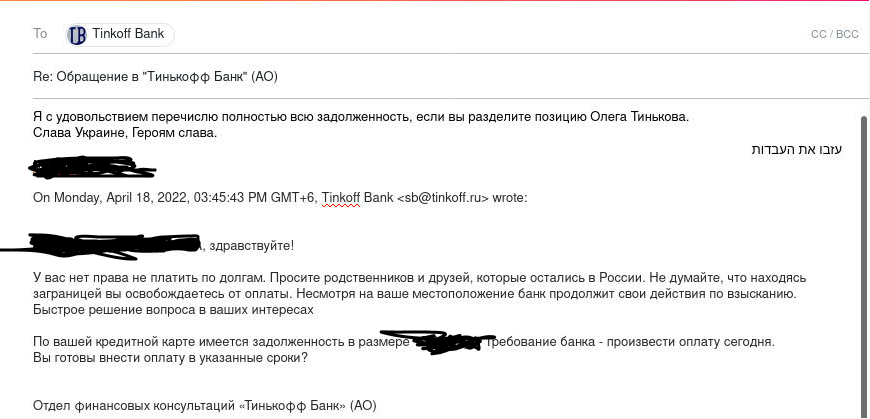 To Tinkoff Bank CC / BCC
Re: Обращение в "Тинькофф Банк" (АО)
Я с удовольствием перечислю полностью всю задолженность, если вы разделите позицию Олега Тинькова.
Слава Украине, Героям слава.
עזבו את העבדות
On Monday, April 18, 2022, 03:45:43 PM GMT+6, Tinkoff Bank <sb@tinkoff.ru> wrote:
, здравствуйте!
У вас нет права не платить по долгам. Просите родственников и друзей, которые остались в России. Не думайте, что находясь
заграницей вы освобождаетесь от оплаты. Несмотря на ваше местоположение банк продолжит свои действия по взысканию.
Быстрое решение вопроса в ваших интересах
По вашей кредитной карте имеется задолженность в размере требование банка - произвести оплату сегодня.
Вы готовы внести оплату в указанные сроки?
Отдел финансовых консультаций «Тинькофф Банк» (АО)